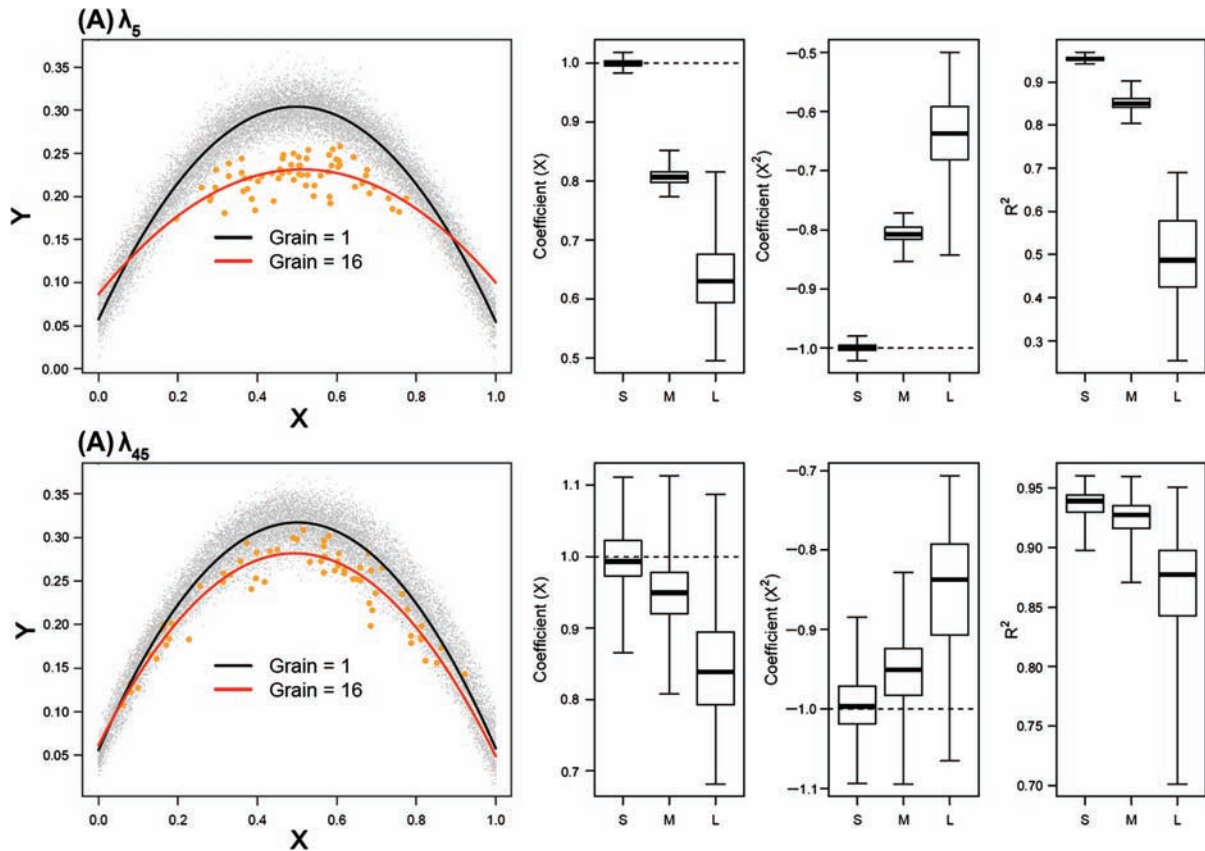 (A) λ5
Y
0.35
0.30
0.25
0.20
0.15
0.10
0.05
0.00
Grain = 1
Grain = 16
0.0 0.2 0.4 0.6 0.8 1.0
X
Coefficient (X)
1.0
0.9
0.8
0.7
0.6
0.5
S M L
Coefficient (X²)
−0.5
−0.6
−0.7
−0.8
−0.9
−1.0
S M L
R²
0.9
0.8
0.7
0.6
0.5
0.4
0.3
S M L
(A) λ45
Y
0.35
0.30
0.25
0.20
0.15
0.10
0.05
Grain = 1
Grain = 16
0.0 0.2 0.4 0.6 0.8 1.0
X
Coefficient (X)
1.1
1.0
0.9
0.8
0.7
S M L
Coefficient (X²)
−0.7
−0.8
−0.9
−1.0
−1.1
S M L
R²
0.95
0.90
0.85
0.80
0.75
0.70
S M L